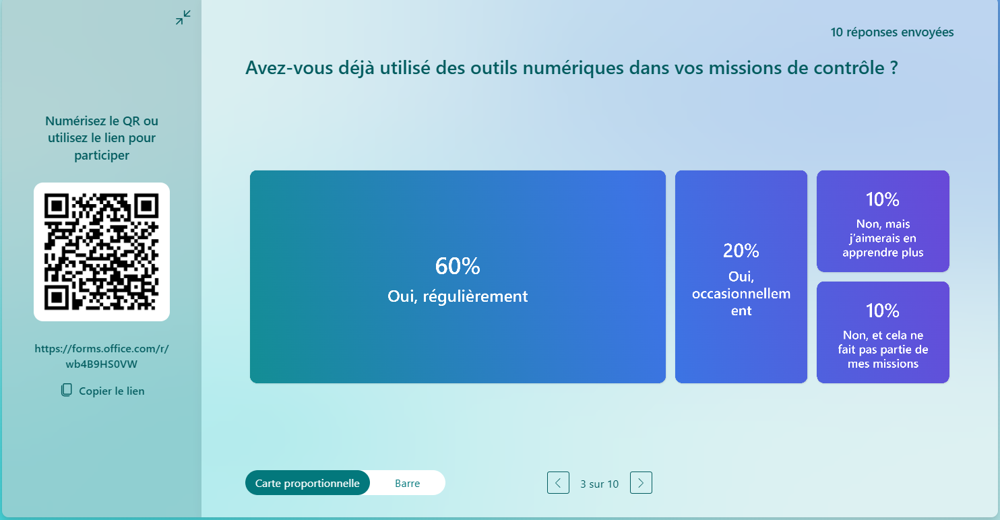 Numérisez le QR ou
utilisez le lien pour
participer
https://forms.office.com/r/
wb4B9HS0VW
Copier le lien
10 réponses envoyées
Avez-vous déjà utilisé des outils numériques dans vos missions de contrôle ?
60%
Oui, régulièrement
20%
Oui,
occasionnellem
ent
10%
Non, mais
j’aimerais en
apprendre plus
10%
Non, et cela ne
fait pas partie de
mes missions
Carte proportionnelle
Barre
3 sur 10